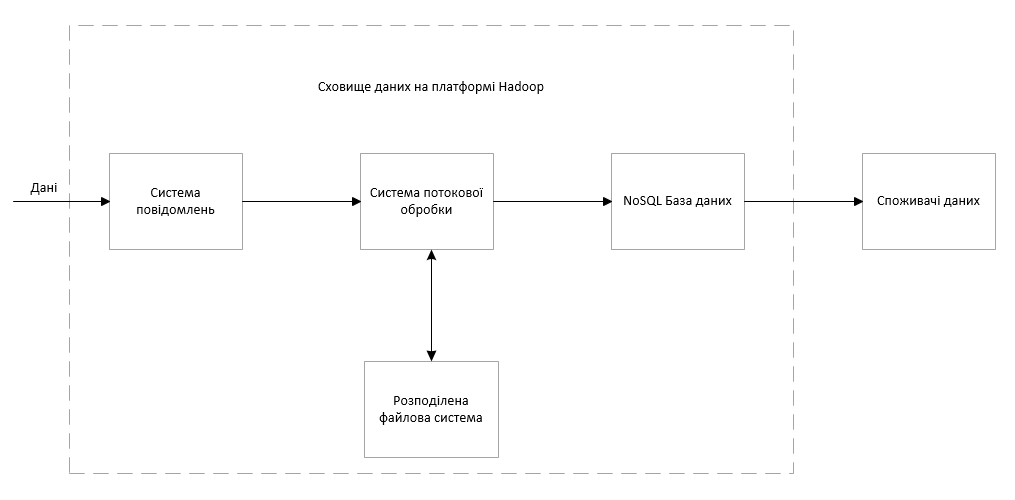 Сховище даних на платформі Hadoop
Дані
Система
повідомлень
Система потокової
обробки
NoSQL База даних
Споживачі даних
Розподілена
файлова система